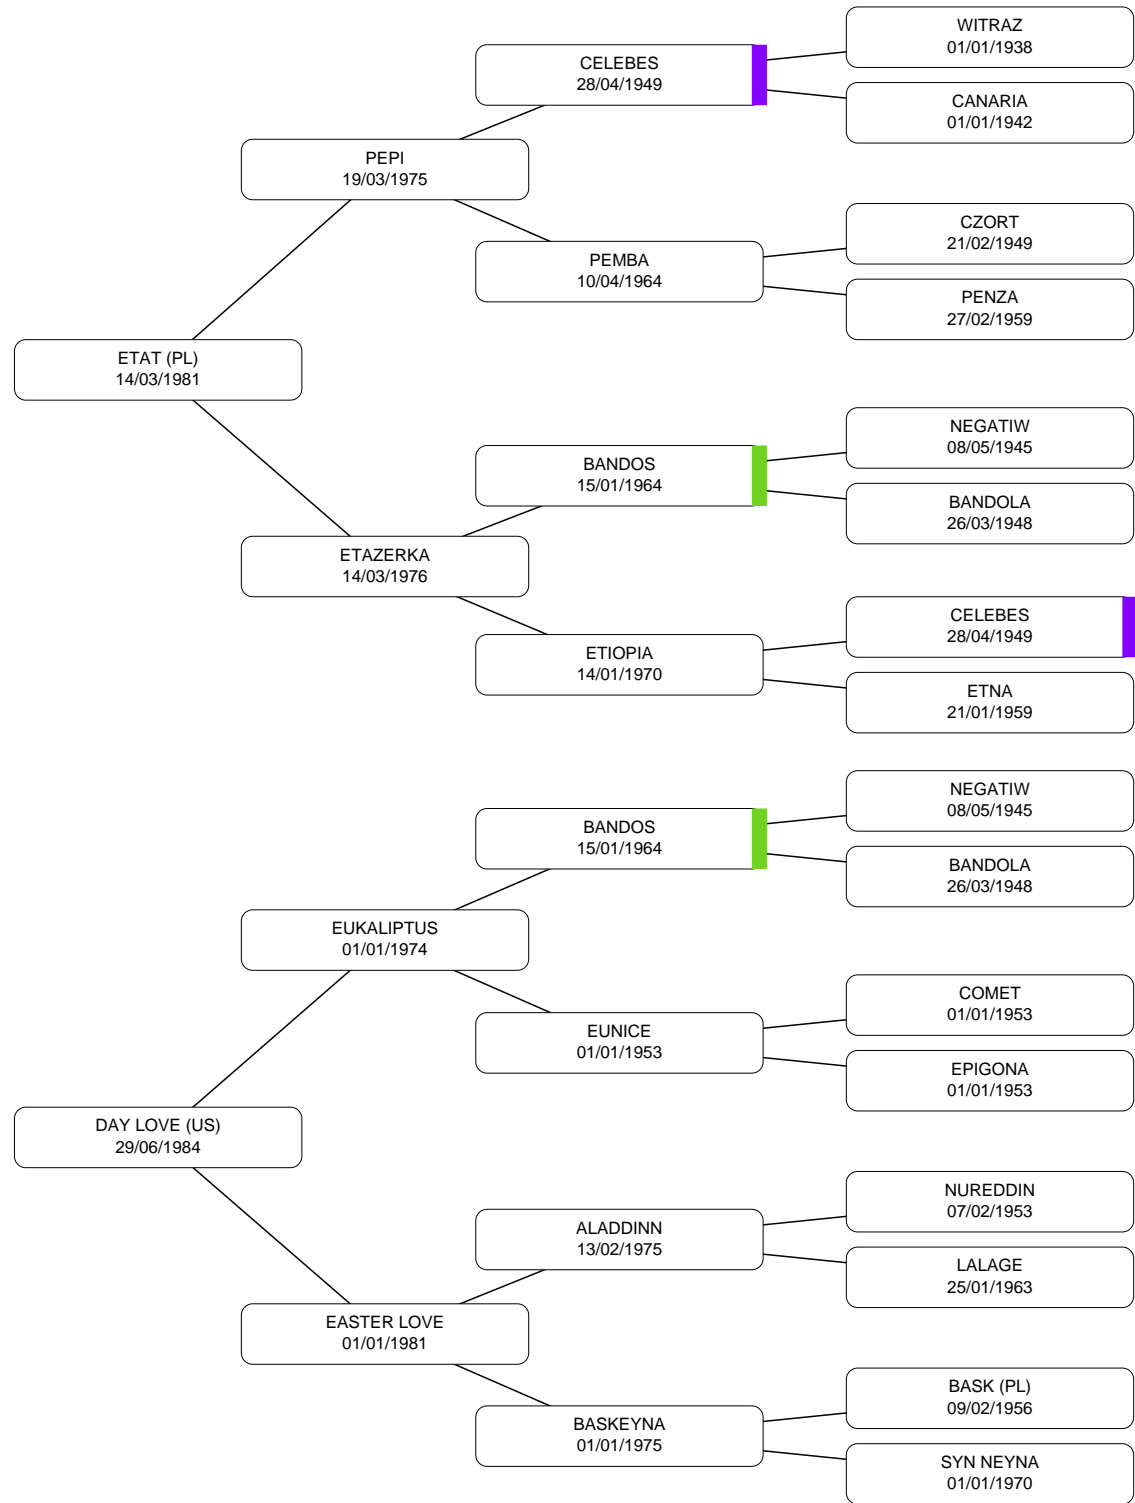 WITRAZ
01/01/1938
CELEBES
28/04/1949
CANARIA
01/01/1942
PEPI
19/03/1975
CZORT
21/02/1949
PEMBA
10/04/1964
PENZA
27/02/1959
ETAT (PL)
14/03/1981
NEGATIW
08/05/1945
BANDOS
15/01/1964
BANDOLA
26/03/1948
ETAZERKA
14/03/1976
CELEBES
28/04/1949
ETIOPIA
14/01/1970
ETNA
21/01/1959
NEGATIW
08/05/1945
BANDOS
15/01/1964
BANDOLA
26/03/1948
EUKALIPTUS
01/01/1974
COMET
01/01/1953
EUNICE
01/01/1953
EPIGONA
01/01/1953
DAY LOVE (US)
29/06/1984
NUREDDIN
07/02/1953
ALADDINN
13/02/1975
LALAGE
25/01/1963
EASTER LOVE
01/01/1981
BASK (PL)
09/02/1956
BASKEYNA
01/01/1975
SYN NEYNA
01/01/1970